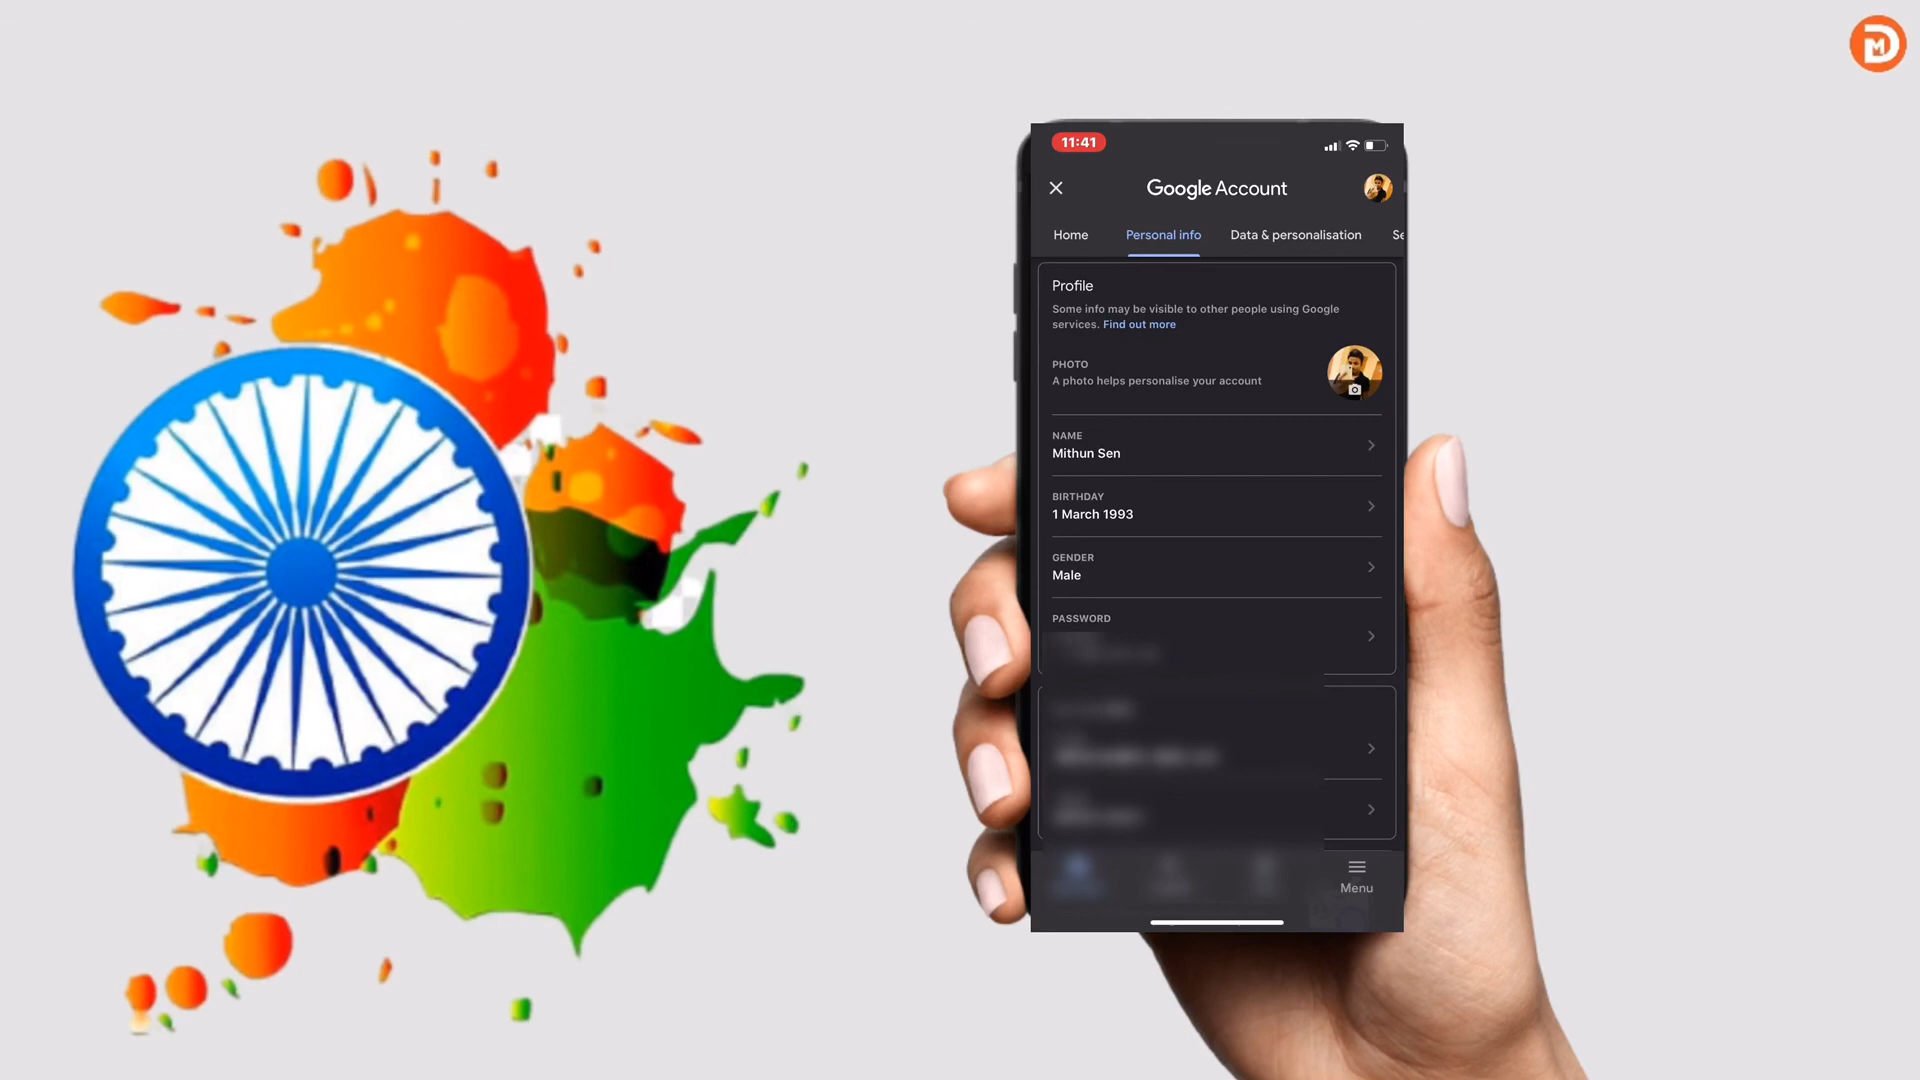 DM
11:41
Google Account
Home Personal info Data & personalisation Se
Profile
Some info may be visible to other people using Google
services. Find out more
PHOTO
A photo helps personalise your account
NAME
Mithun Sen
BIRTHDAY
1 March 1993
GENDER
Male
PASSWORD
Menu